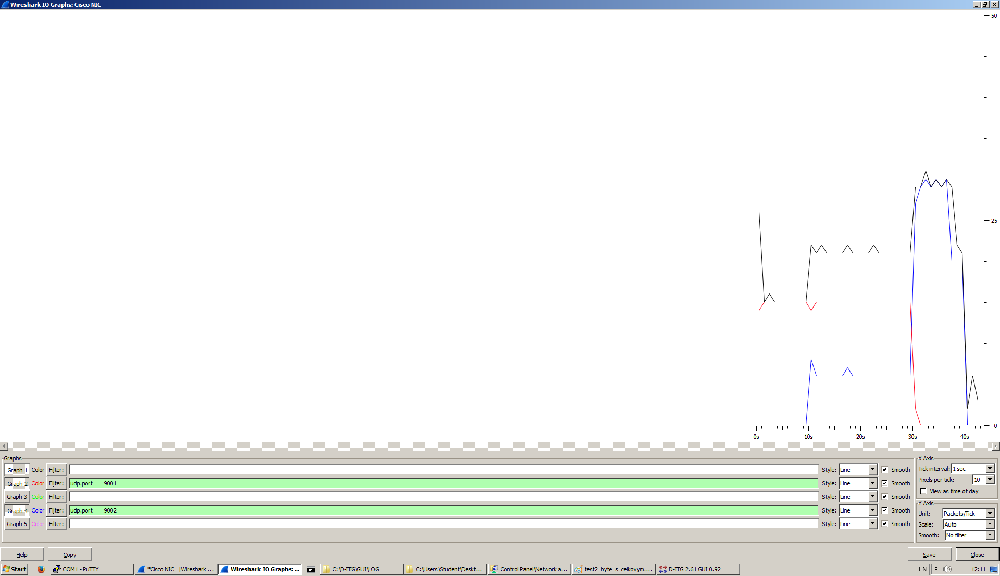 Wireshark IO Graphs: Cisco NIC
50
25
0
0s 10s 20s 30s 40s
Graphs
Graph 1 Color Filter: Style: Line Smooth
Graph 2 Color Filter: udp.port == 9001 Style: Line Smooth
Graph 3 Color Filter: Style: Line Smooth
Graph 4 Color Filter: udp.port == 9002 Style: Line Smooth
Graph 5 Color Filter: Style: Line Smooth
X Axis
Tick interval: 1 sec
Pixels per tick: 10
View as time of day
Y Axis
Unit: Packets/Tick
Scale: Auto
Smooth: No filter
Help Copy Save Close
Start COM1 - PuTTY *Cisco NIC [Wireshark ... Wireshark IO Graphs: ... C:\D-ITG\GUI\LOG C:\Users\Student\Deskt... Control Panel\Network a... test2_byte_s_celkovym.... D-ITG 2.61 GUI 0.92 EN 12:11